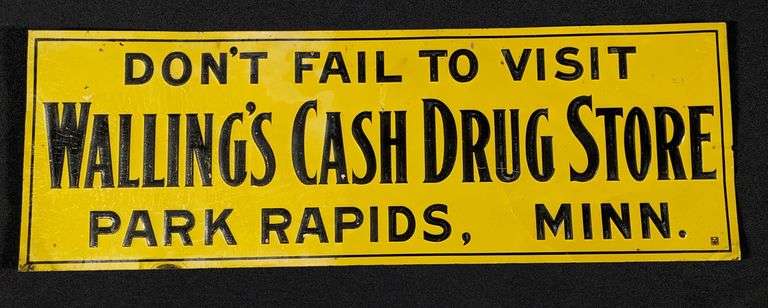 DON'T FAIL TO VISIT
WALLING'S CASH DRUG STORE
PARK RAPIDS, MINN.